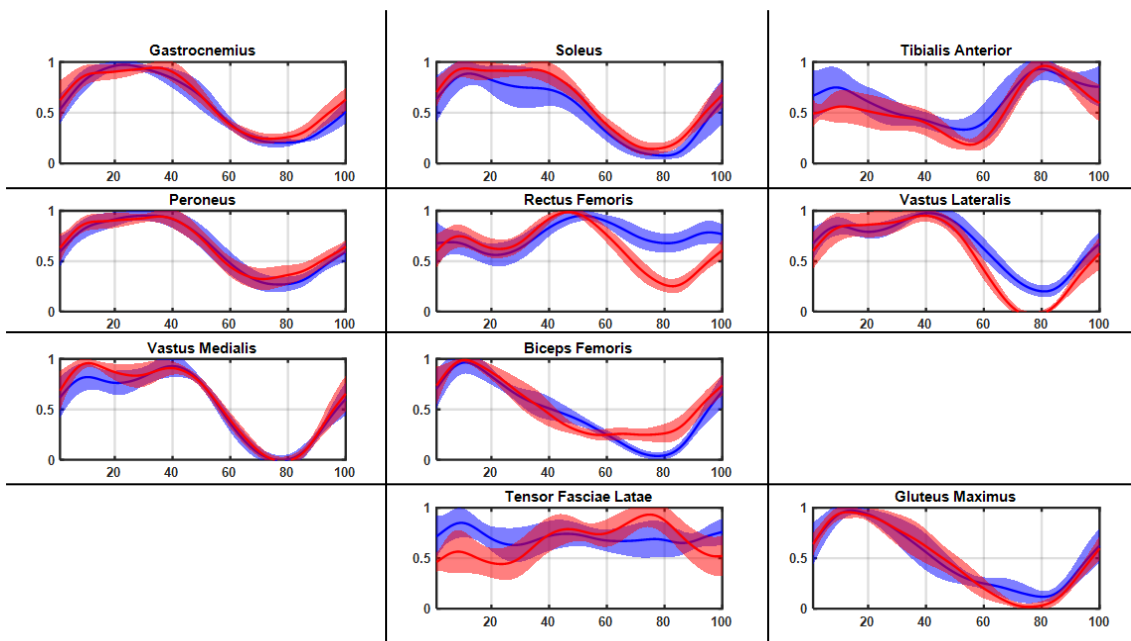 Gastrocnemius
1
0.5
0
20 40 60 80 100
Soleus
1
0.5
0
20 40 60 80 100
Tibialis Anterior
1
0.5
0
20 40 60 80 100
Peroneus
1
0.5
0
20 40 60 80 100
Rectus Femoris
1
0.5
0
20 40 60 80 100
Vastus Lateralis
1
0.5
0
20 40 60 80 100
Vastus Medialis
1
0.5
0
20 40 60 80 100
Biceps Femoris
1
0.5
0
20 40 60 80 100
Tensor Fasciae Latae
1
0.5
0
20 40 60 80 100
Gluteus Maximus
1
0.5
0
20 40 60 80 100